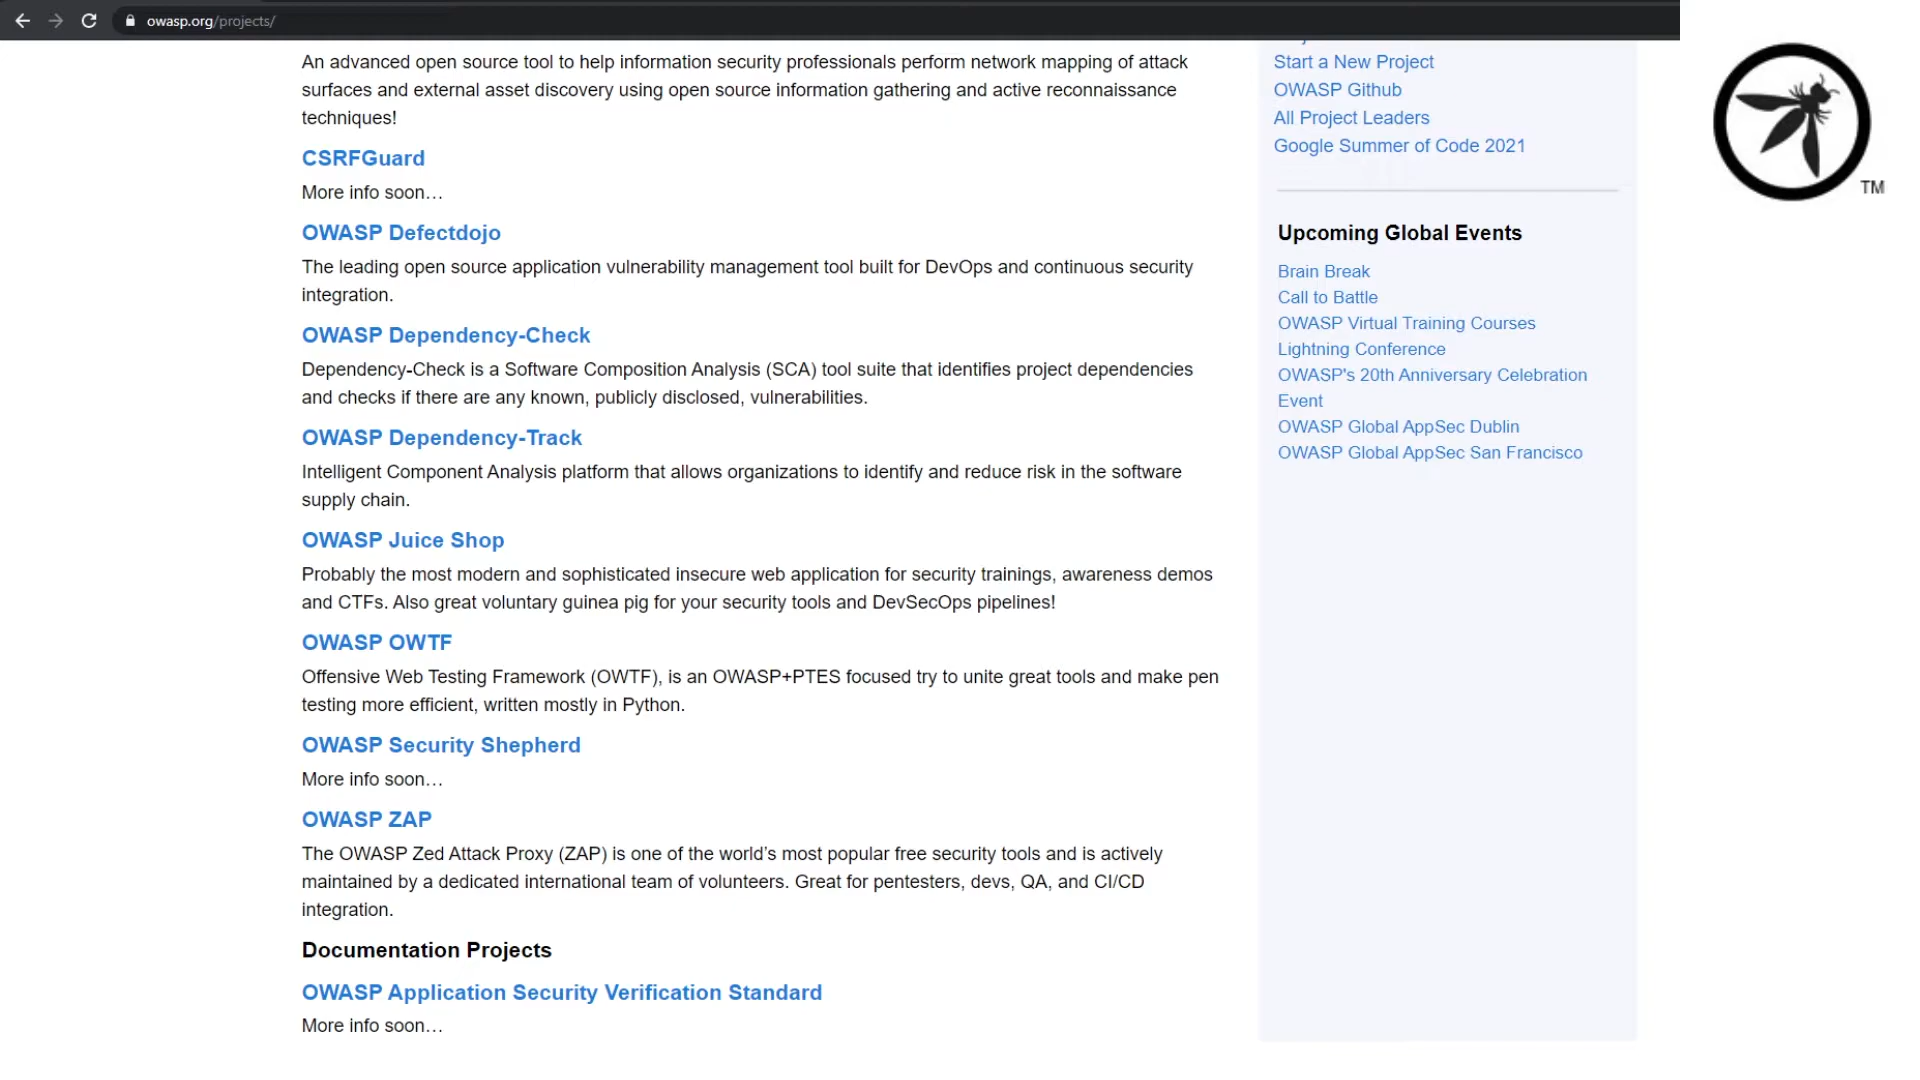 owasp.org/projects/
An advanced open source tool to help information security professionals perform network mapping of attack
surfaces and external asset discovery using open source information gathering and active reconnaissance
techniques!
CSRFGuard
More info soon…
OWASP Defectdojo
The leading open source application vulnerability management tool built for DevOps and continuous security
integration.
OWASP Dependency-Check
Dependency-Check is a Software Composition Analysis (SCA) tool suite that identifies project dependencies
and checks if there are any known, publicly disclosed, vulnerabilities.
OWASP Dependency-Track
Intelligent Component Analysis platform that allows organizations to identify and reduce risk in the software
supply chain.
OWASP Juice Shop
Probably the most modern and sophisticated insecure web application for security trainings, awareness demos
and CTFs. Also great voluntary guinea pig for your security tools and DevSecOps pipelines!
OWASP OWTF
Offensive Web Testing Framework (OWTF), is an OWASP+PTES focused try to unite great tools and make pen
testing more efficient, written mostly in Python.
OWASP Security Shepherd
More info soon…
OWASP ZAP
The OWASP Zed Attack Proxy (ZAP) is one of the world’s most popular free security tools and is actively
maintained by a dedicated international team of volunteers. Great for pentesters, devs, QA, and CI/CD
integration.
Documentation Projects
OWASP Application Security Verification Standard
More info soon…
Start a New Project
OWASP Github
All Project Leaders
Google Summer of Code 2021
Upcoming Global Events
Brain Break
Call to Battle
OWASP Virtual Training Courses
Lightning Conference
OWASP's 20th Anniversary Celebration
Event
OWASP Global AppSec Dublin
OWASP Global AppSec San Francisco
TM